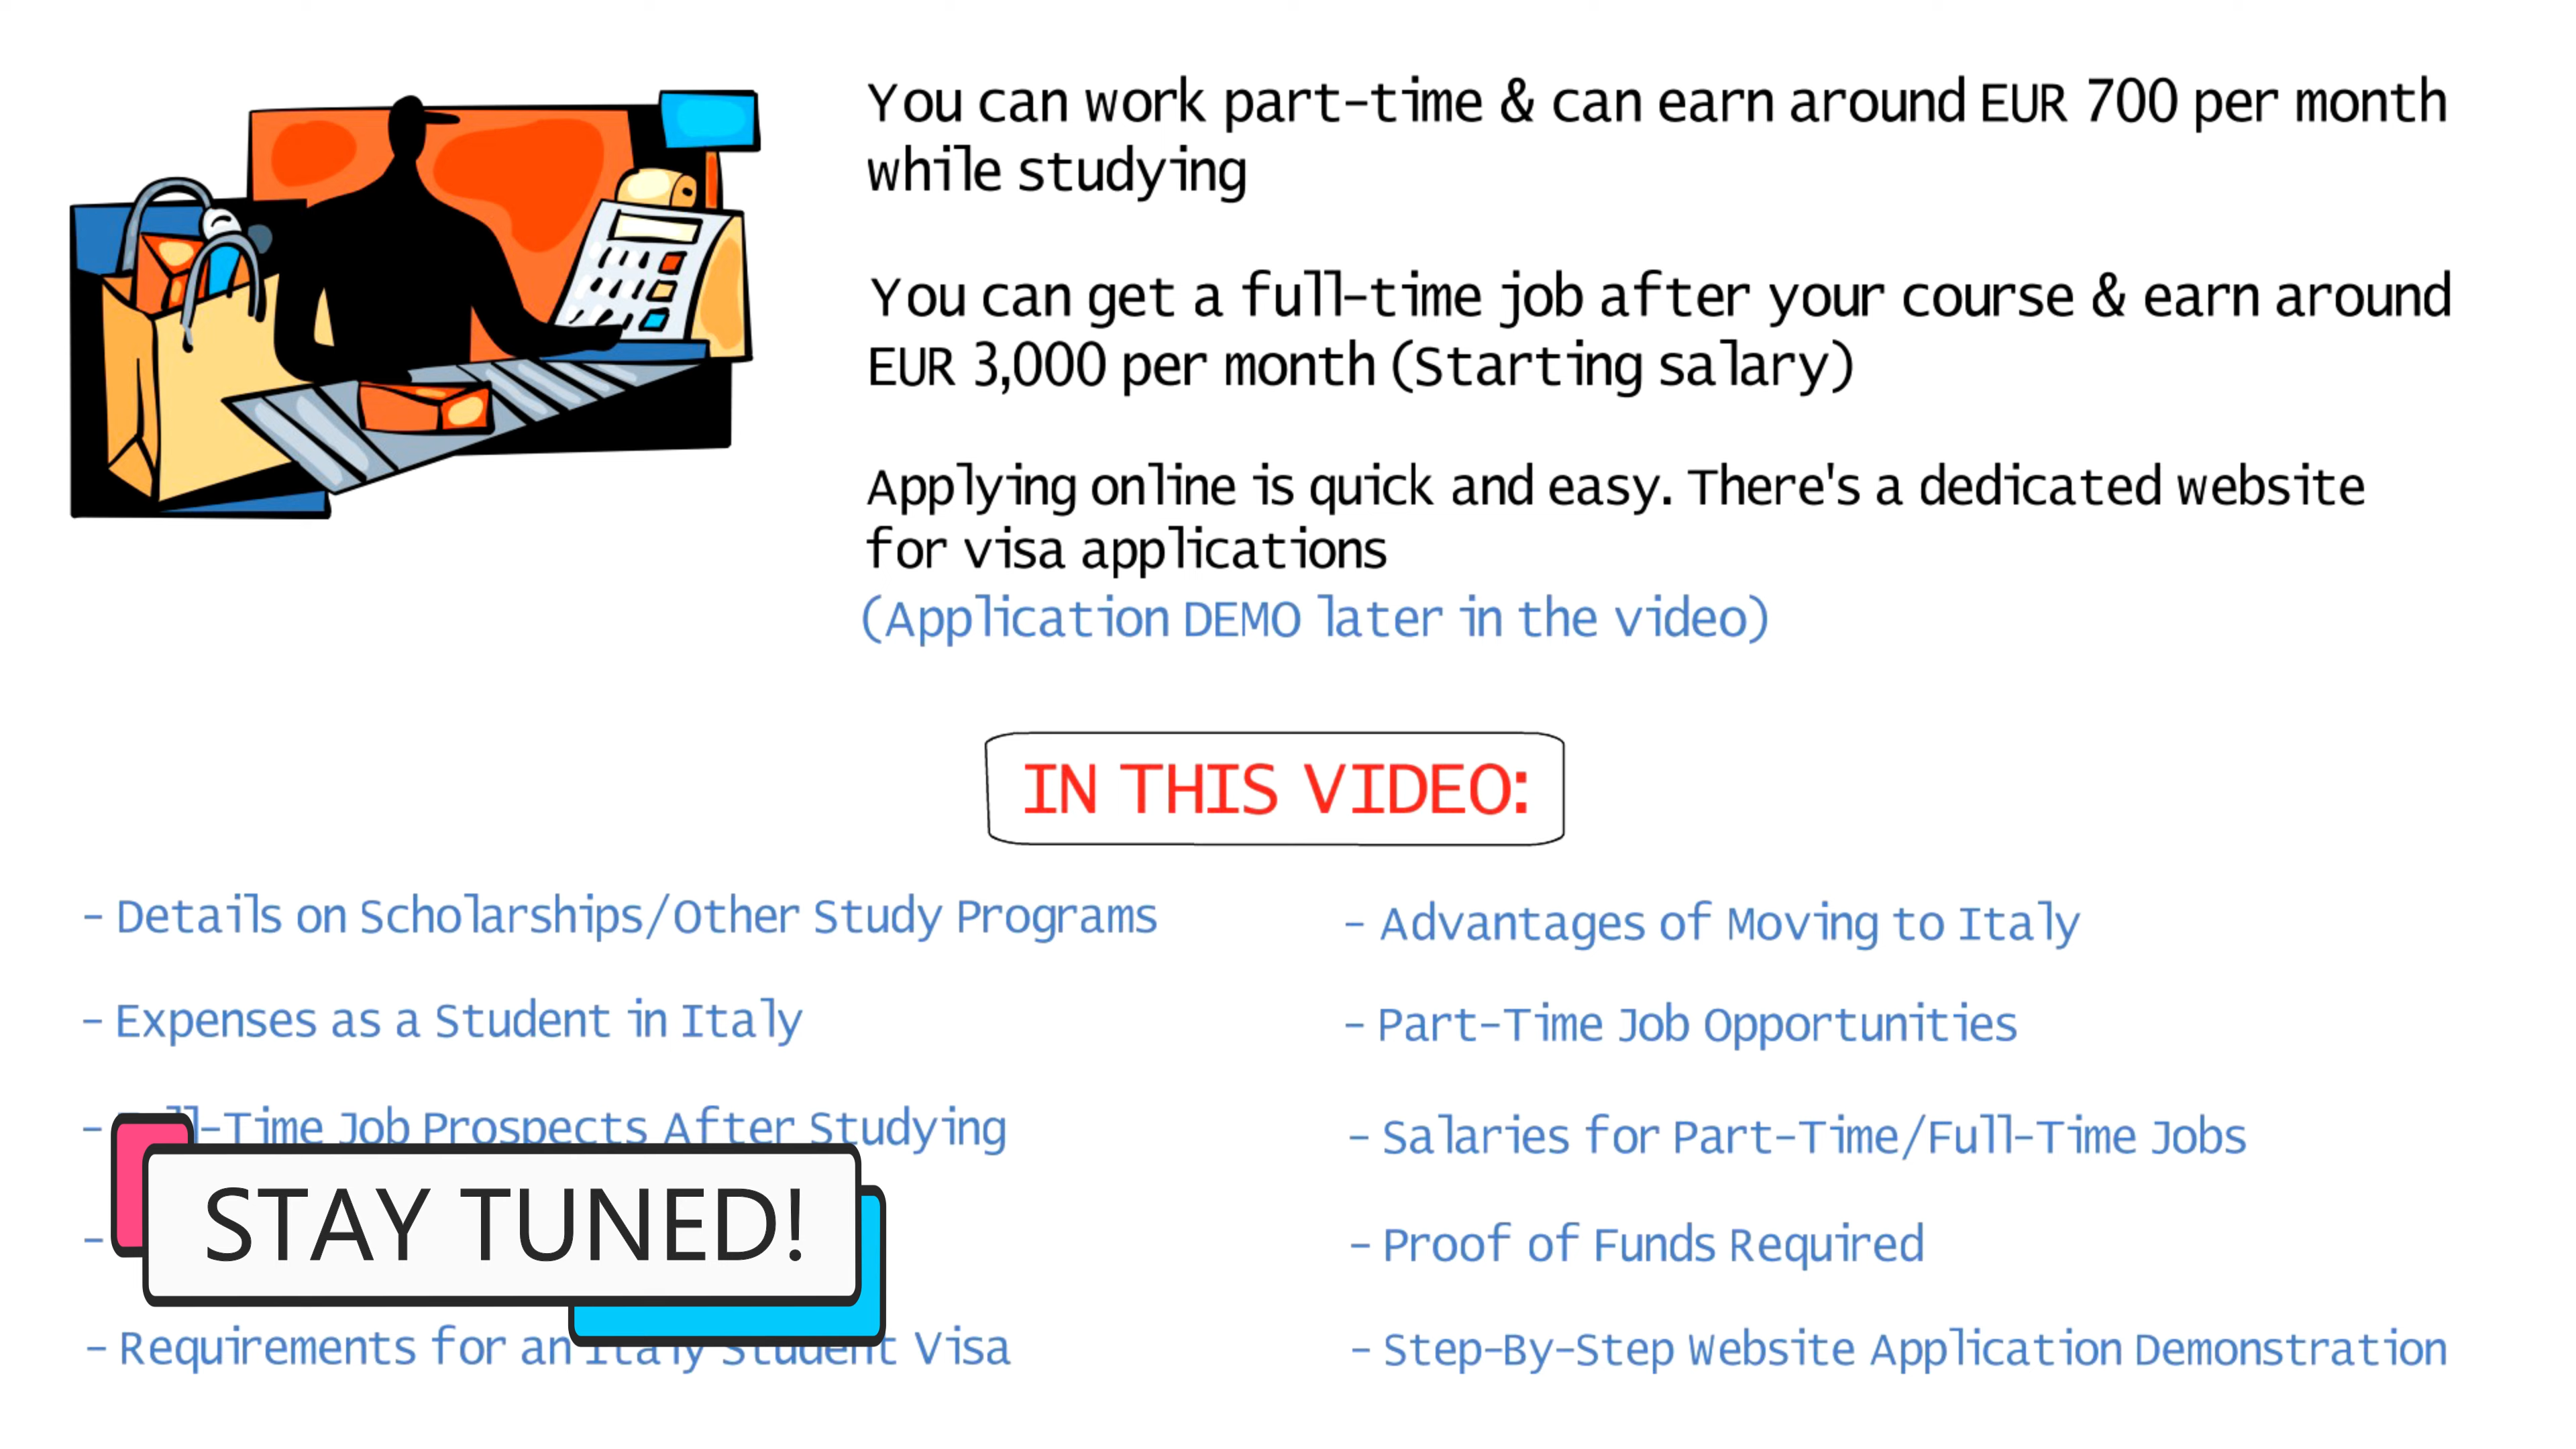 You can work part-time & can earn around EUR 700 per month
while studying
You can get a full-time job after your course & earn around
EUR 3,000 per month (Starting salary)
Applying online is quick and easy. There's a dedicated website
for visa applications
(Application DEMO later in the video)
IN THIS VIDEO:
- Details on Scholarships/Other Study Programs
- Expenses as a Student in Italy
- -Time Job Prospects After Studying
-
- Requirements for an Italy Student Visa
- Advantages of Moving to Italy
- Part-Time Job Opportunities
- Salaries for Part-Time/Full-Time Jobs
- Proof of Funds Required
- Step-By-Step Website Application Demonstration
STAY TUNED!